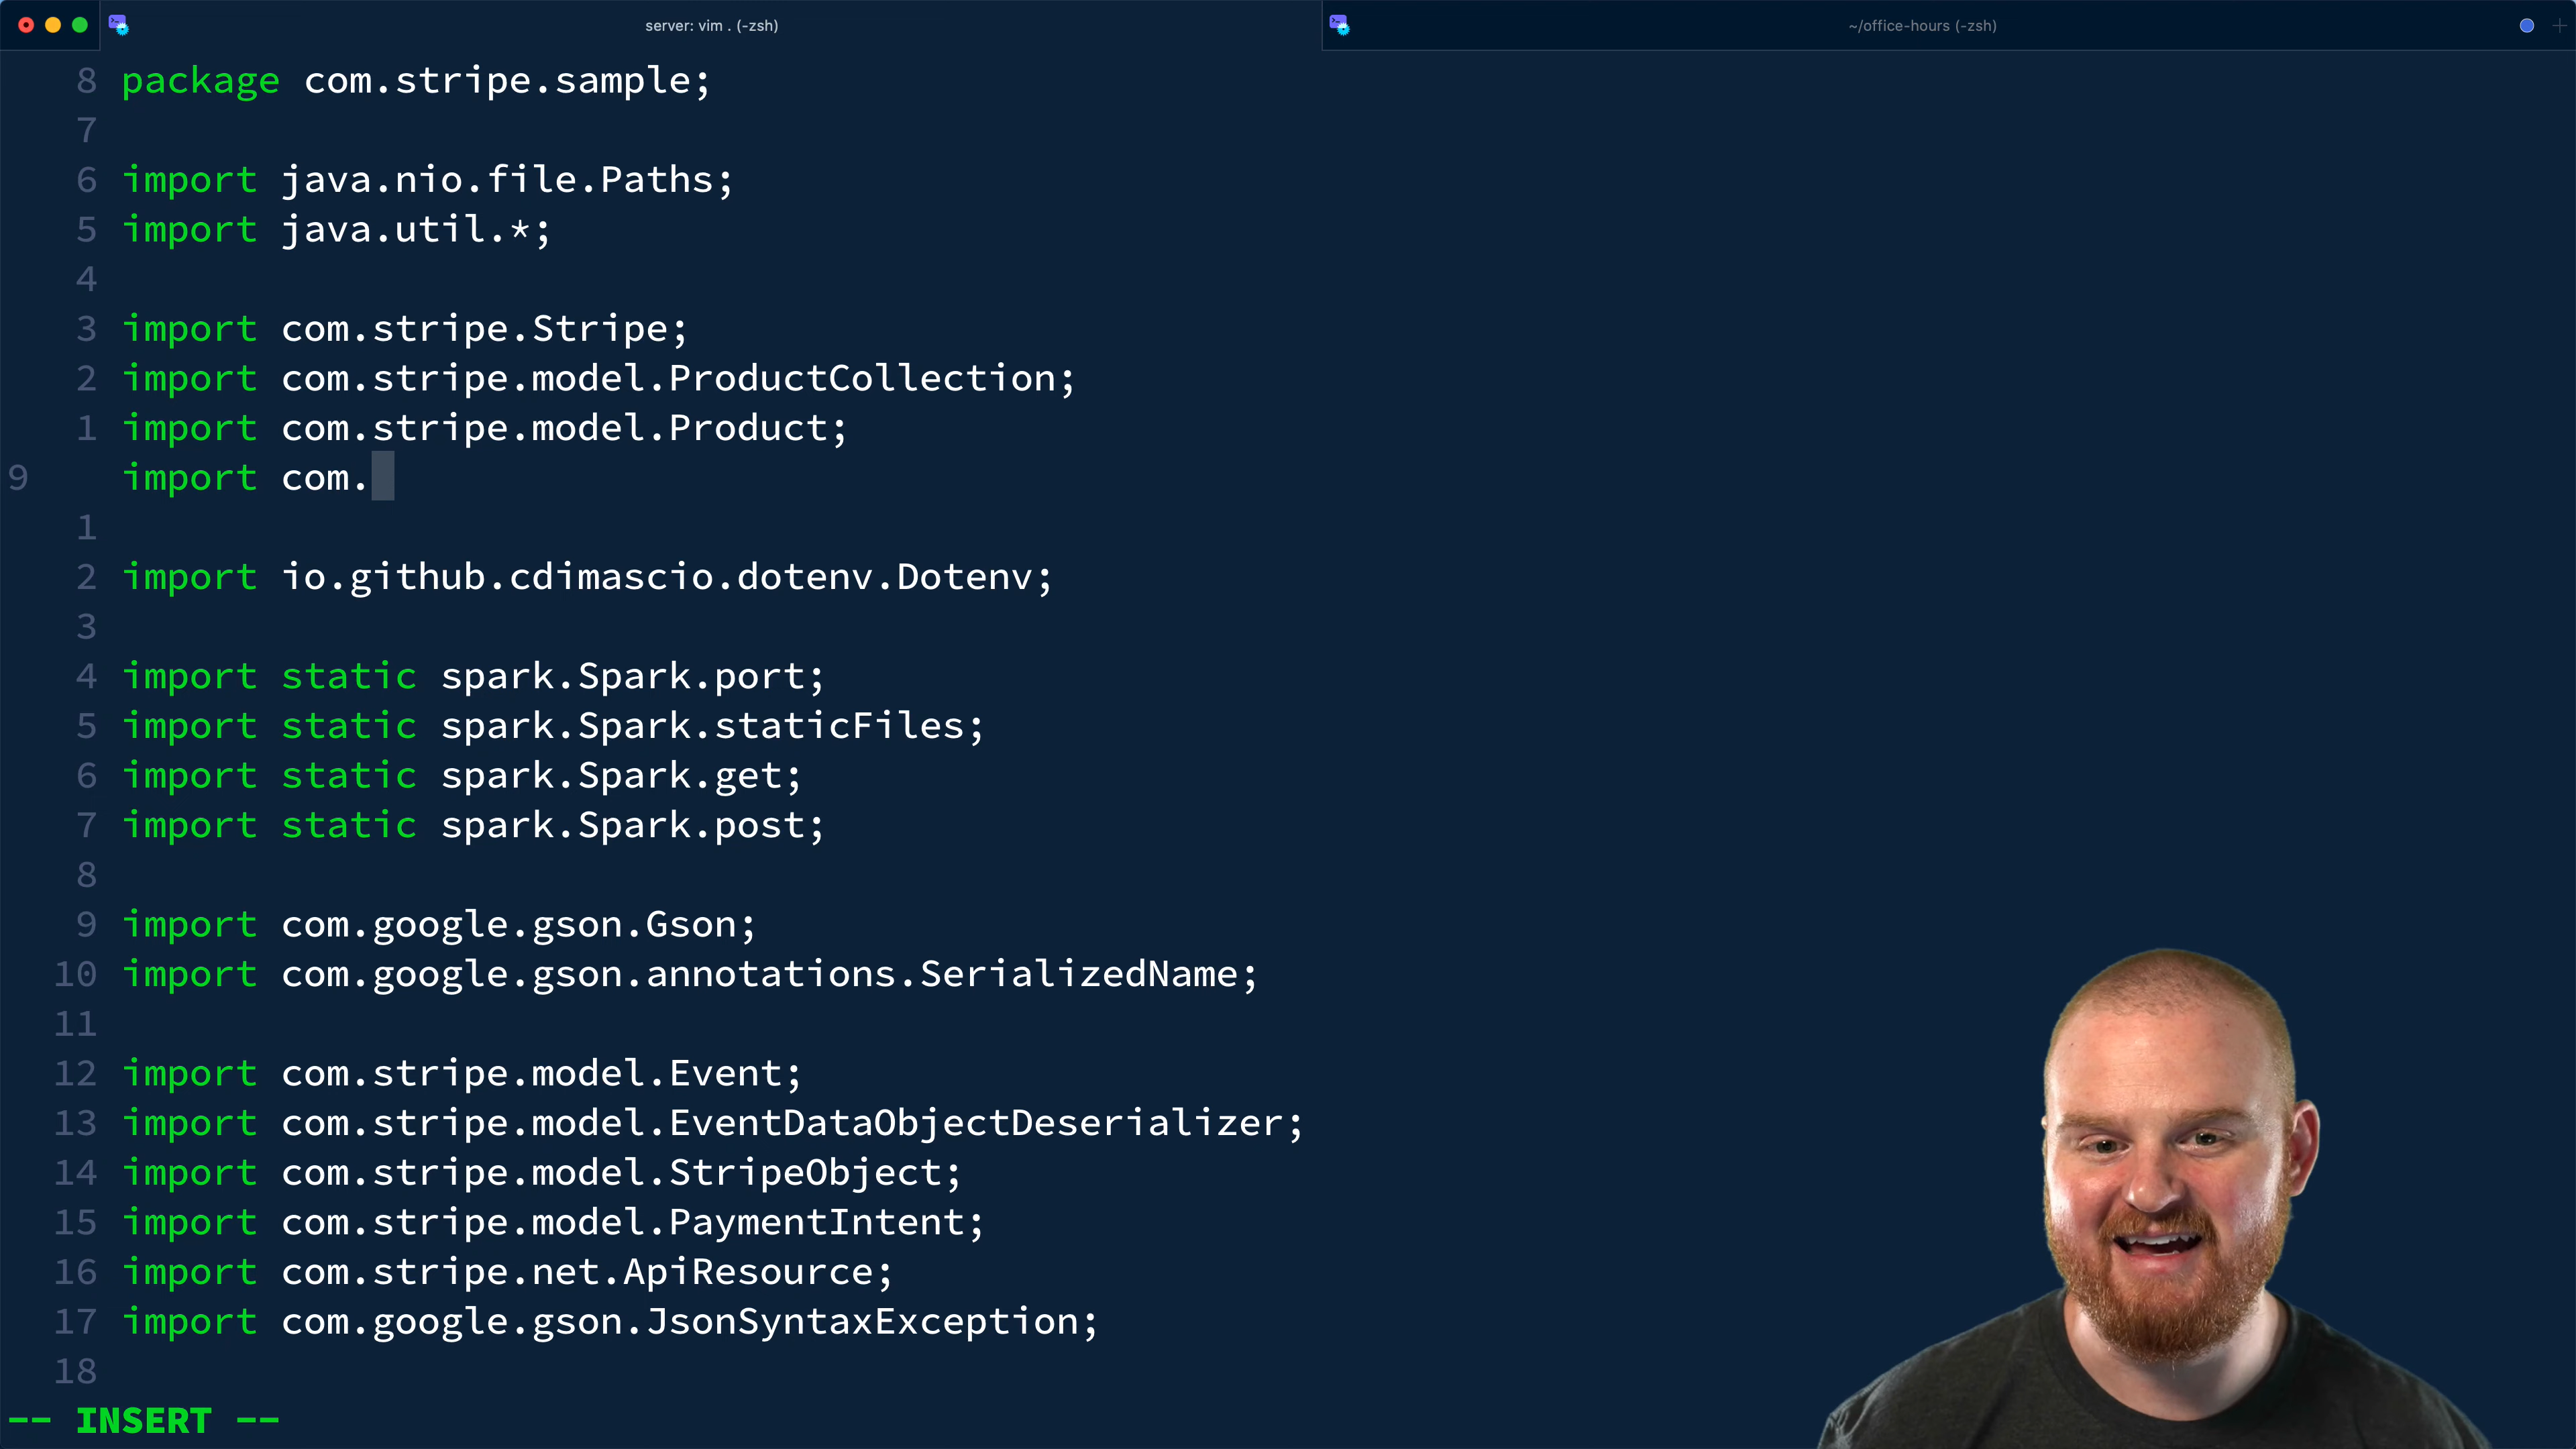 server: vim . (-zsh)
~/office-hours (-zsh)
8 package com.stripe.sample;
7
6 import java.nio.file.Paths;
5 import java.util.*;
4
3 import com.stripe.Stripe;
2 import com.stripe.model.ProductCollection;
1 import com.stripe.model.Product;
9 import com.
1
2 import io.github.cdimascio.dotenv.Dotenv;
3
4 import static spark.Spark.port;
5 import static spark.Spark.staticFiles;
6 import static spark.Spark.get;
7 import static spark.Spark.post;
8
9 import com.google.gson.Gson;
10 import com.google.gson.annotations.SerializedName;
11
12 import com.stripe.model.Event;
13 import com.stripe.model.EventDataObjectDeserializer;
14 import com.stripe.model.StripeObject;
15 import com.stripe.model.PaymentIntent;
16 import com.stripe.net.ApiResource;
17 import com.google.gson.JsonSyntaxException;
18
-- INSERT --